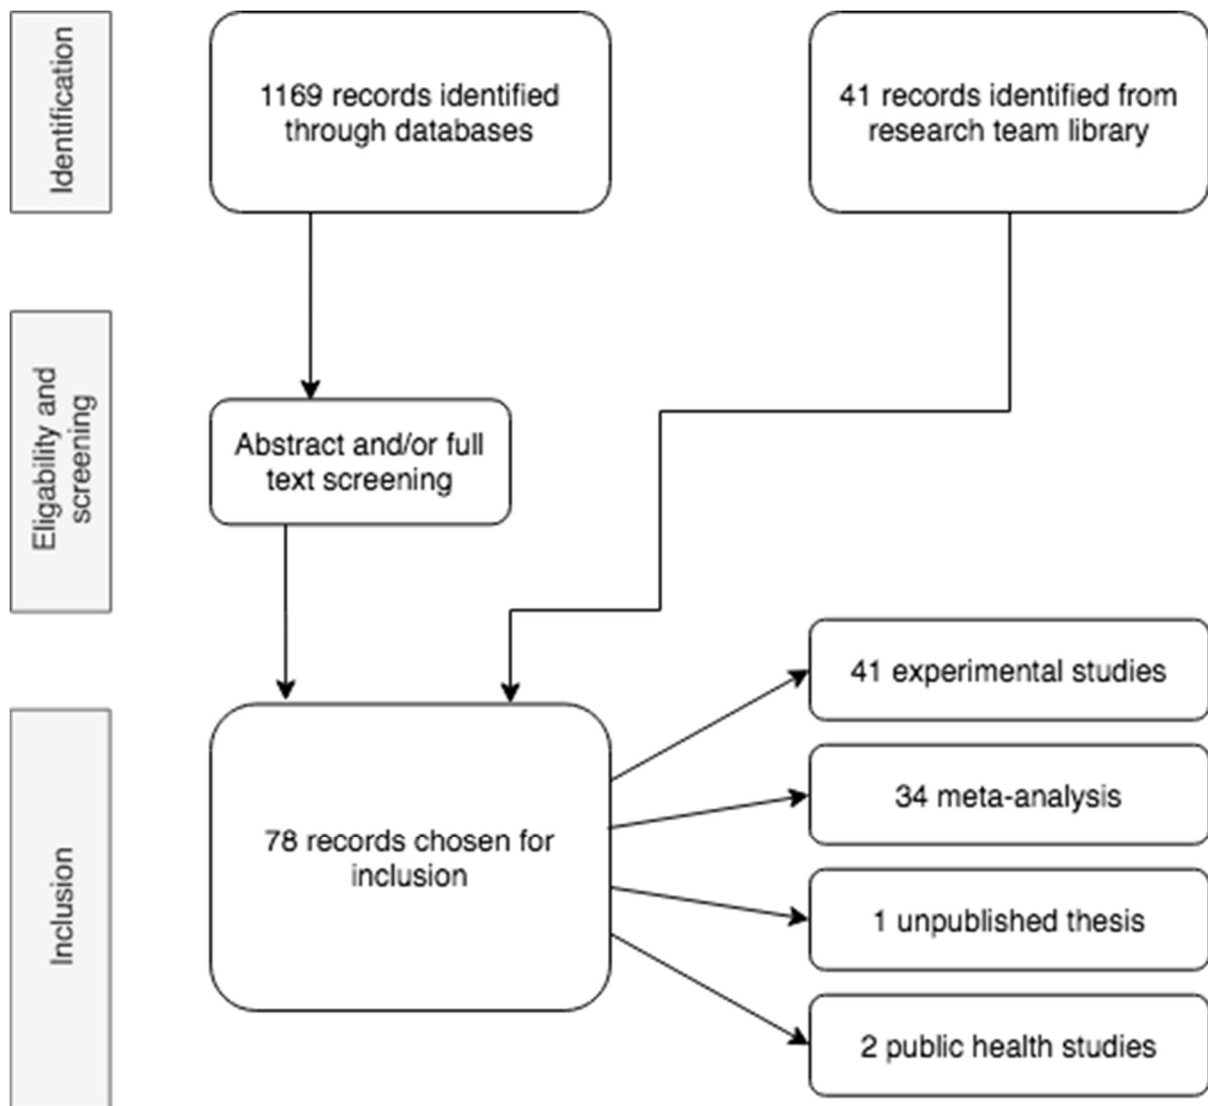 Identification
1169 records identified
through databases
41 records identified from
research team library
Eligability and
screening
Abstract and/or full
text screening
Inclusion
78 records chosen for
inclusion
41 experimental studies
34 meta-analysis
1 unpublished thesis
2 public health studies